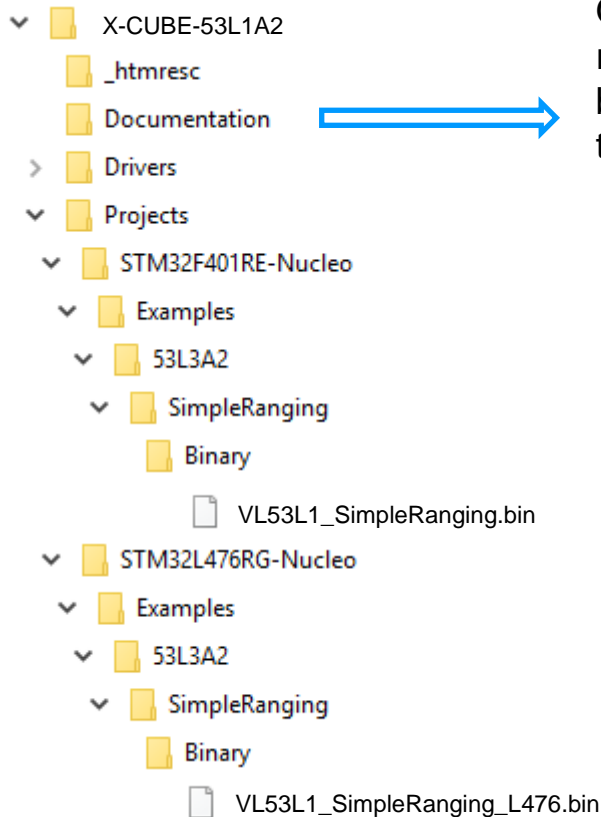 X-CUBE-53L1A2
_htmresc
Documentation
Drivers
Projects
STM32F401RE-Nucleo
Examples
53L3A2
SimpleRanging
Binary
VL53L1_SimpleRanging.bin
STM32L476RG-Nucleo
Examples
53L3A2
SimpleRanging
Binary
VL53L1_SimpleRanging_L476.bin